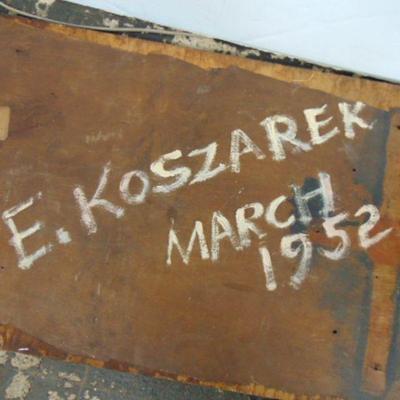 E. KOSZAREK
MARCH
1952